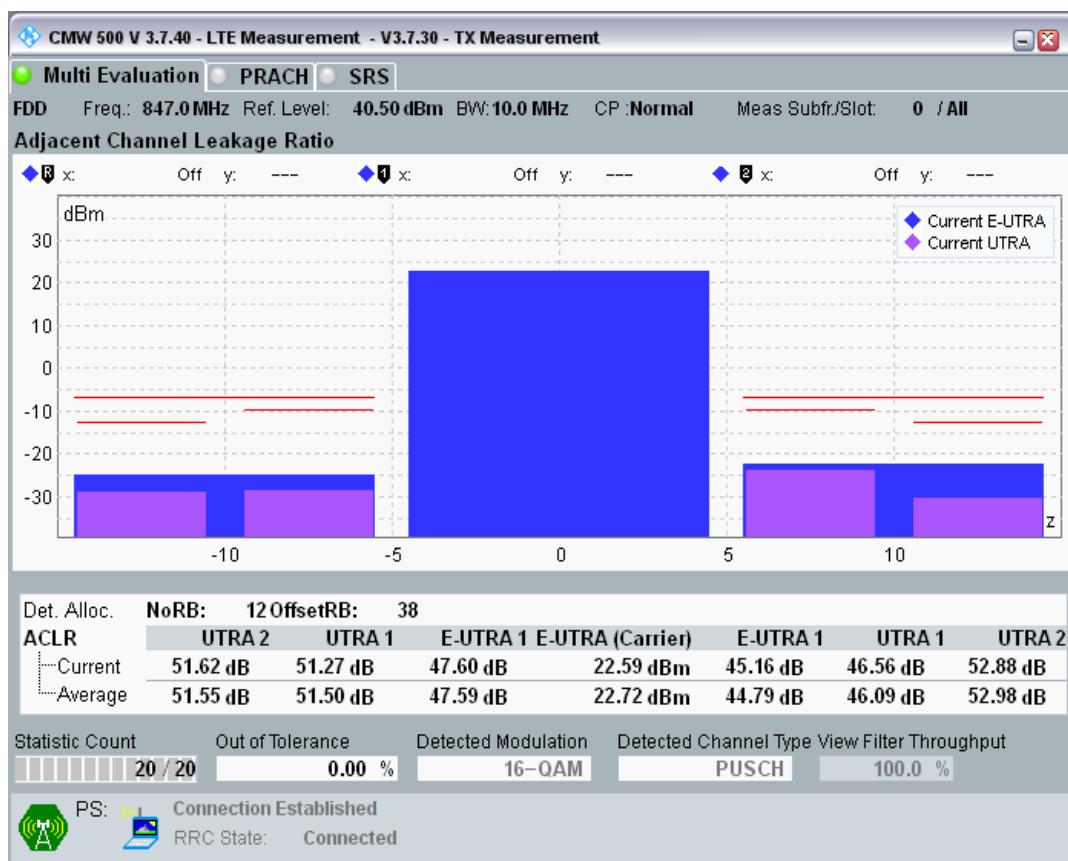 CMW 500 V 3.7.40 - LTE Measurement - V3.7.30 - TX Measurement
Multi Evaluation PRACH SRS
FDD Freq.: 847.0 MHz Ref. Level: 40.50 dBm BW: 10.0 MHz CP :Normal Meas Subfr./Slot: 0 / All
Adjacent Channel Leakage Ratio
R x: Off y: --- 1 x: Off y: --- 2 x: Off y: ---
dBm
Current E-UTRA
Current UTRA
30
20
10
0
-10
-20
-30
z
-10 -5 0 5 10
Det. Alloc. NoRB: 12 OffsetRB: 38
ACLR UTRA 2 UTRA 1 E-UTRA 1 E-UTRA (Carrier) E-UTRA 1 UTRA 1 UTRA 2
Current 51.62 dB 51.27 dB 47.60 dB 22.59 dBm 45.16 dB 46.56 dB 52.88 dB
Average 51.55 dB 51.50 dB 47.59 dB 22.72 dBm 44.79 dB 46.09 dB 52.98 dB
Statistic Count Out of Tolerance Detected Modulation Detected Channel Type View Filter Throughput
20 / 20 0.00 % 16-QAM PUSCH 100.0 %
PS: Connection Established
RRC State: Connected